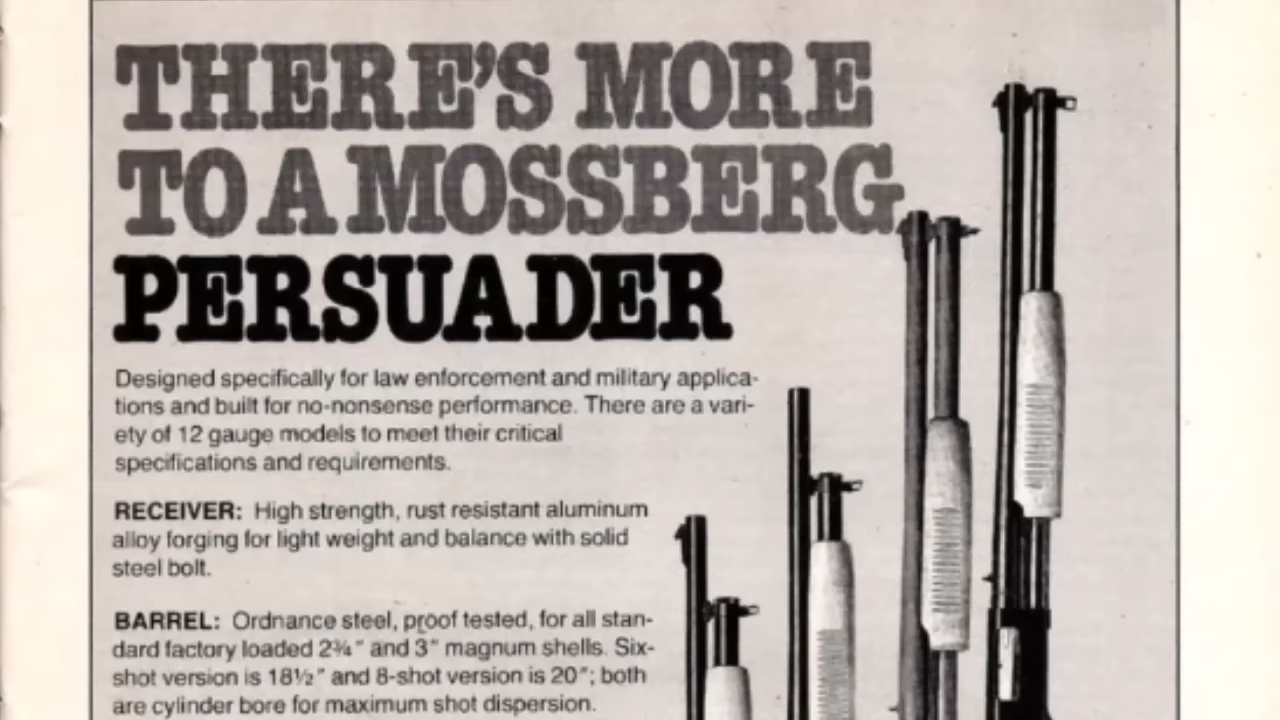 THERE'S MORE
TO A MOSSBERG
PERSUADER
Designed specifically for law enforcement and military applica-
tions and built for no-nonsense performance. There are a vari-
ety of 12 gauge models to meet their critical
specifications and requirements.
RECEIVER: High strength, rust resistant aluminum
alloy forging for light weight and balance with solid
steel bolt.
BARREL: Ordnance steel, proof tested, for all stan-
dard factory loaded 2¾" and 3" magnum shells. Six-
shot version is 18½" and 8-shot version is 20"; both
are cylinder bore for maximum shot dispersion.